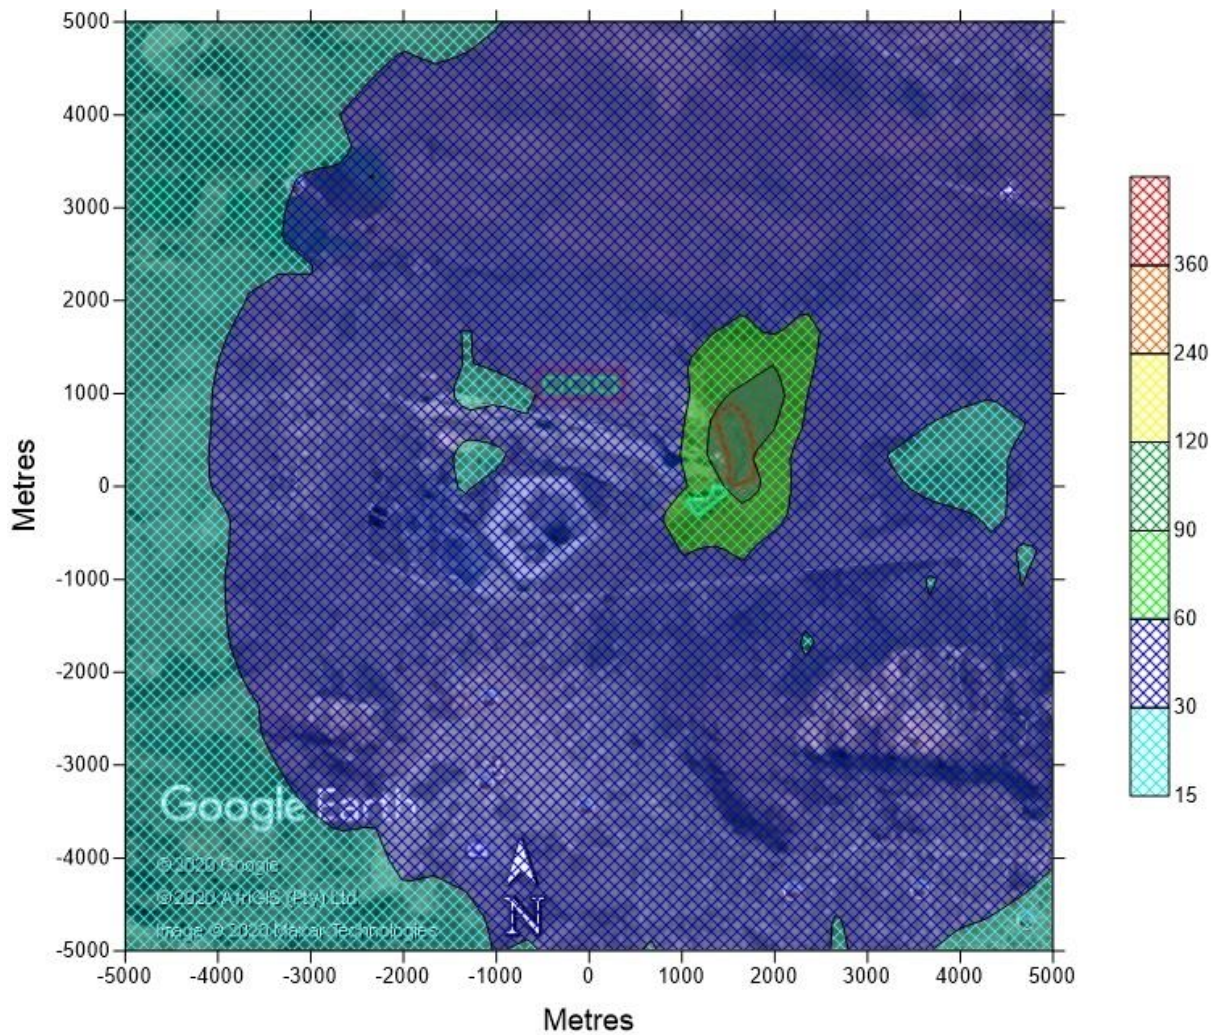 5000
4000
3000
2000
1000
0
-1000
-2000
-3000
-4000
-5000
Metres
-5000 -4000 -3000 -2000 -1000 0 1000 2000 3000 4000 5000
Metres
360
240
120
90
60
30
15
Google Earth
© 2020 Google
© 2020 AfriGIS (Pty) Ltd.
Image © 2020 Maxar Technologies
N